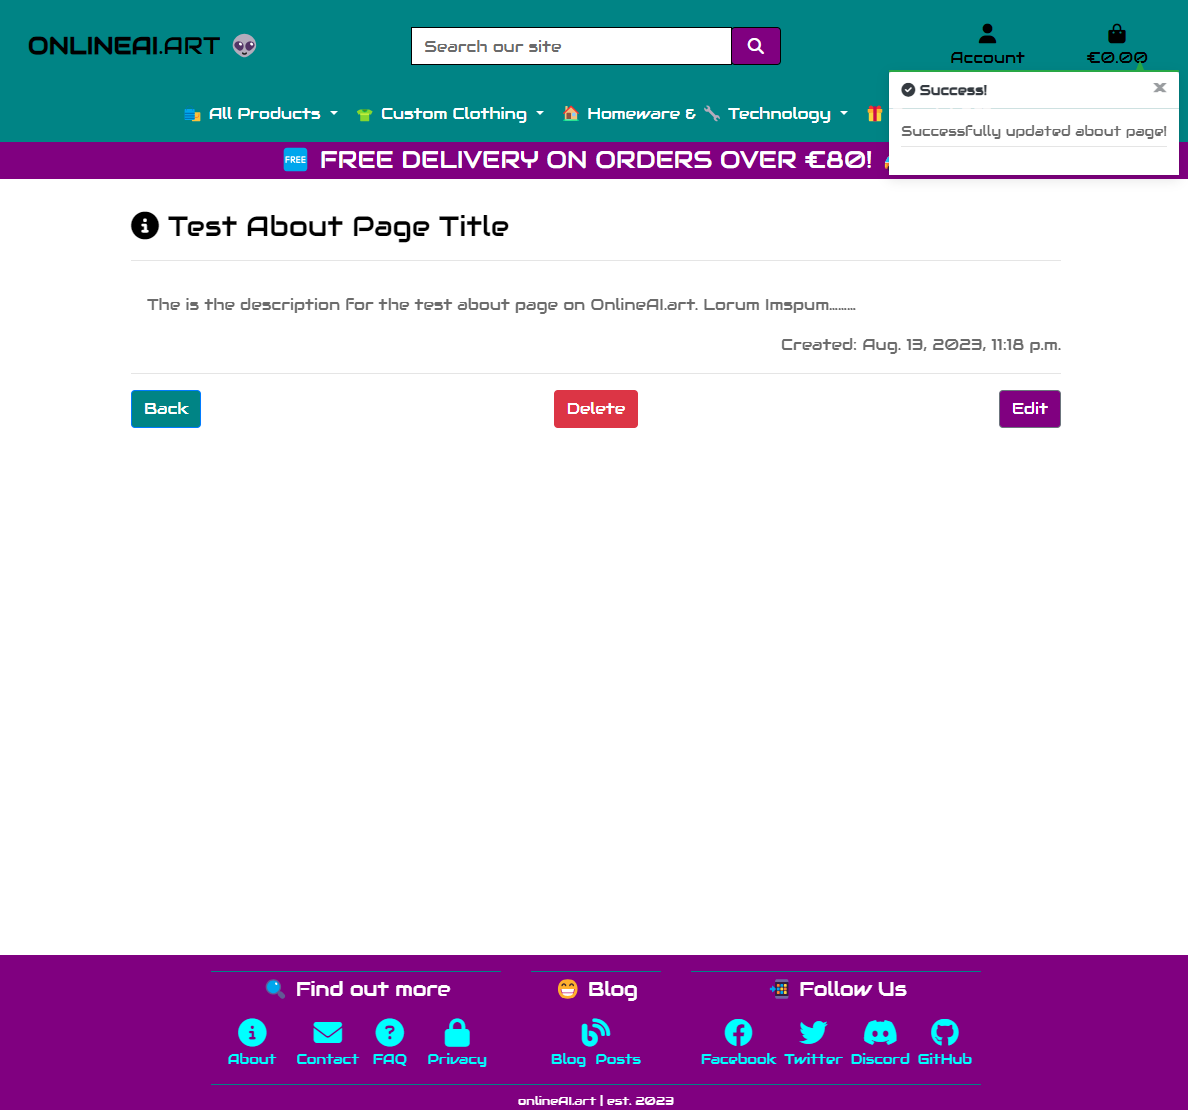 ONLINEAI.ART
Search our site
Account
€0.00
Success!
×
Successfully updated about page!
All Products
Custom Clothing
Homeware & Technology
FREE FREE DELIVERY ON ORDERS OVER €80!
Test About Page Title
The is the description for the test about page on OnlineAI.art. Lorum Imspum.........
Created: Aug. 13, 2023, 11:18 p.m.
Back
Delete
Edit
Find out more
Blog
Follow Us
About
Contact
FAQ
Privacy
Blog Posts
Facebook
Twitter
Discord
GitHub
onlineAI.art | est. 2023